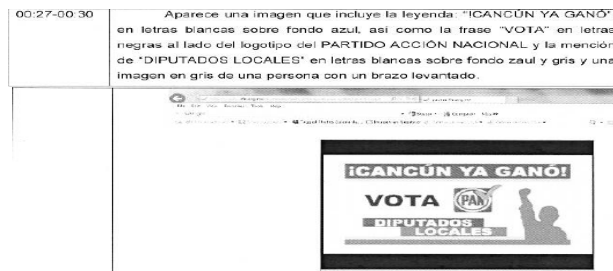 00:27-00:30
Aparece una imagen que incluye la leyenda: "¡CANCÚN YA GANÓ"
en letras blancas sobre fondo azul, así como la frase "VOTA" en letras
negras al lado del logotipo del PARTIDO ACCIÓN NACIONAL y la mención
de "DIPUTADOS LOCALES" en letras blancas sobre fondo zaul y gris y una
imagen en gris de una persona con un brazo levantado.
¡CANCÚN YA GANÓ!
VOTA PAN
DIPUTADOS
LOCALES